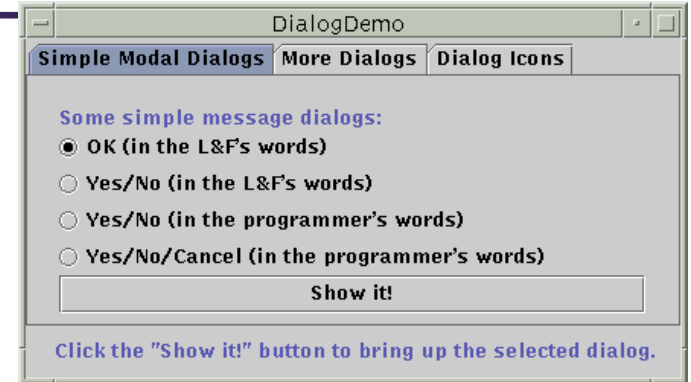 DialogDemo
Simple Modal Dialogs More Dialogs Dialog Icons
Some simple message dialogs:
OK (in the L&F's words)
Yes/No (in the L&F's words)
Yes/No (in the programmer's words)
Yes/No/Cancel (in the programmer's words)
Show it!
Click the "Show it!" button to bring up the selected dialog.